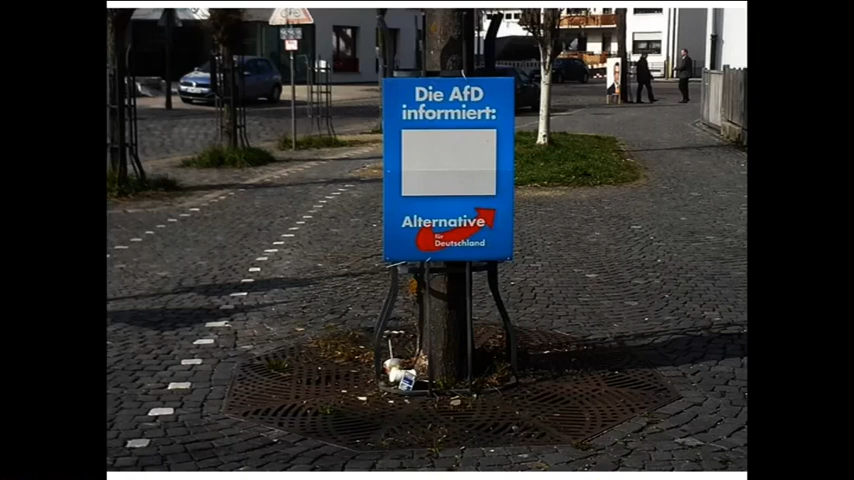 Die AfD
informiert:
Alternative
für
Deutschland